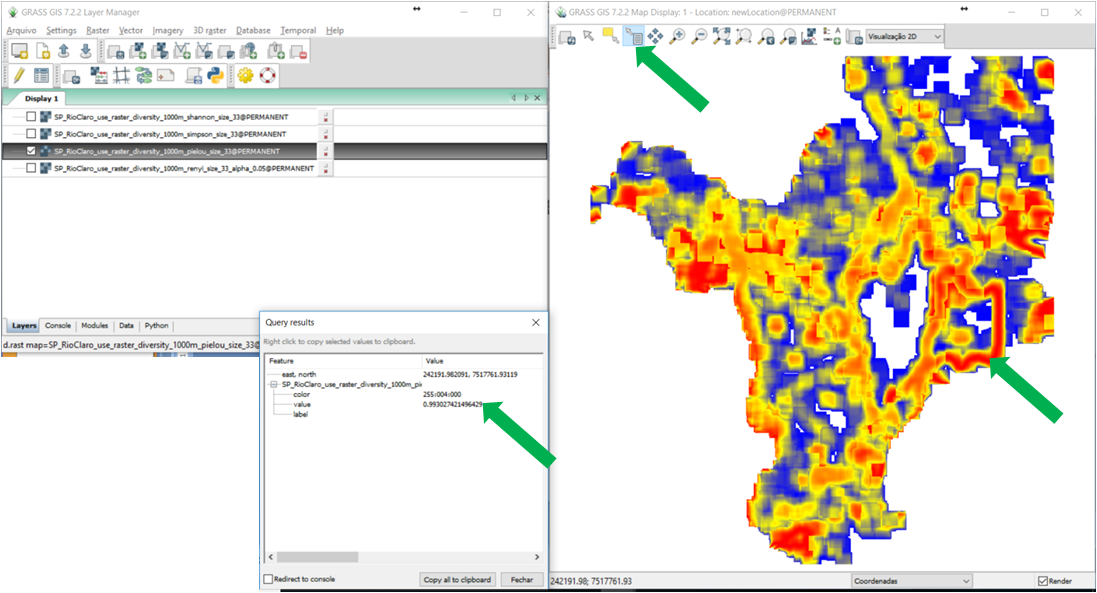 GRASS GIS 7.2.2 Layer Manager
Arquivo Settings Raster Vector Imagery 3D raster Database Temporal Help
Display 1
SP_RioClaro_use_raster_diversity_1000m_shannon_size_33@PERMANENT
SP_RioClaro_use_raster_diversity_1000m_simpson_size_33@PERMANENT
SP_RioClaro_use_raster_diversity_1000m_pielou_size_33@PERMANENT
SP_RioClaro_use_raster_diversity_1000m_renyi_size_33_alpha_0.05@PERMANENT
Layers Console Modules Data Python
d.rast map=SP_RioClaro_use_raster_diversity_1000m_pielou_size_33@
Query results
Right click to copy selected values to clipboard.
Feature Value
east, north 242191.982091, 7517761.93119
SP_RioClaro_use_raster_diversity_1000m_pi
color 255:004:000
value 0.993027421496429
label
Redirect to console Copy all to clipboard Fechar
GRASS GIS 7.2.2 Map Display: 1 - Location: newLocation@PERMANENT
Visualização 2D
242191.98; 7517761.93 Coordenadas Render